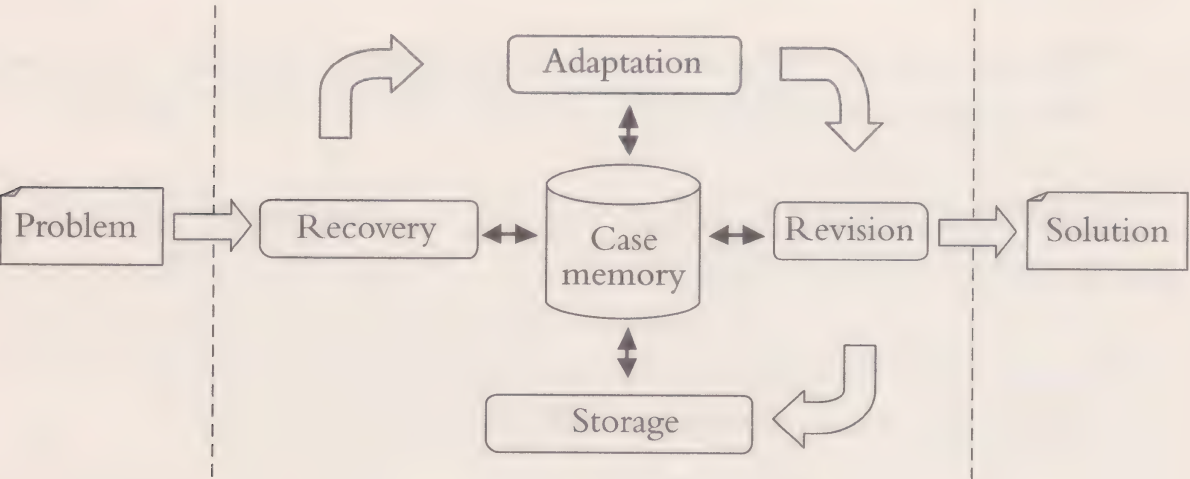 Adaptation
Problem
Recovery
Case
memory
Revision
Solution
Storage